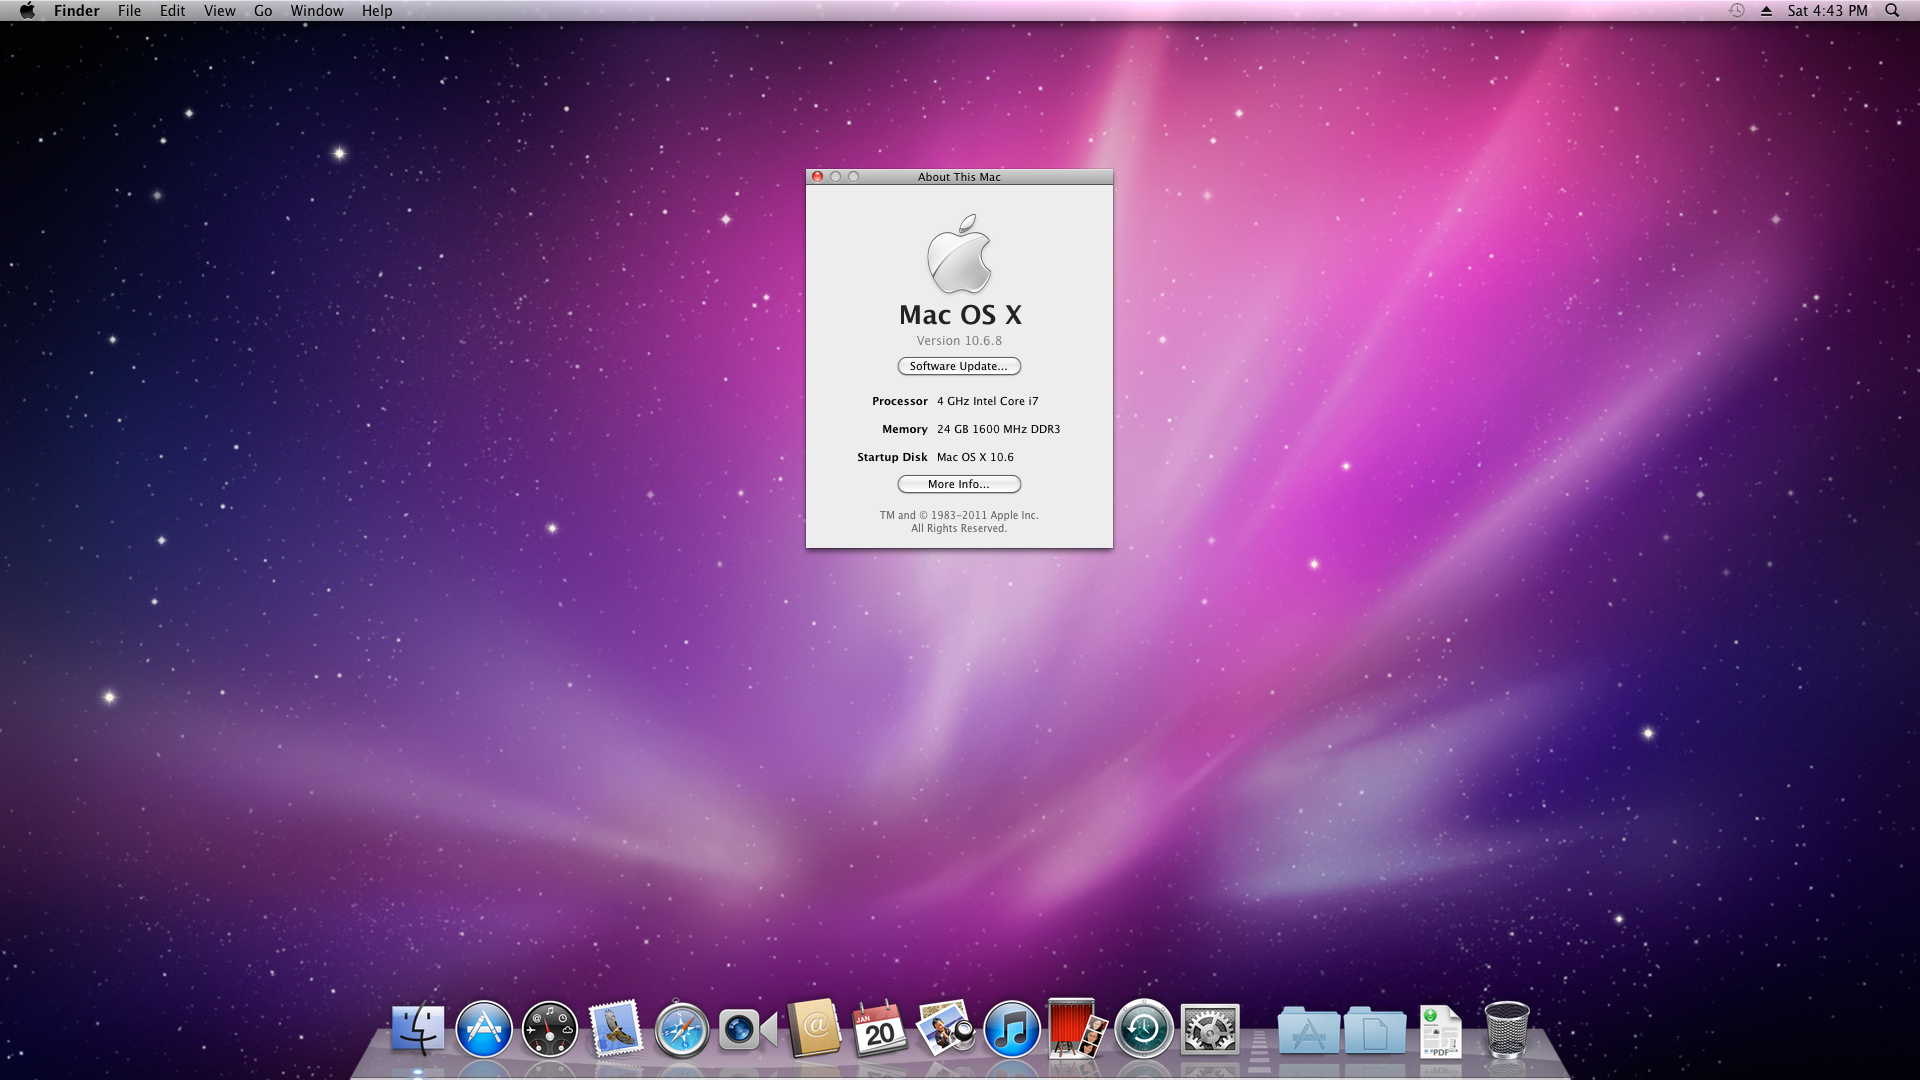 Finder File Edit View Go Window Help
Sat 4:43 PM
About This Mac
Mac OS X
Version 10.6.8
Software Update...
Processor 4 GHz Intel Core i7
Memory 24 GB 1600 MHz DDR3
Startup Disk Mac OS X 10.6
More Info...
TM and © 1983-2011 Apple Inc.
All Rights Reserved.
JAN
20
@
PDF